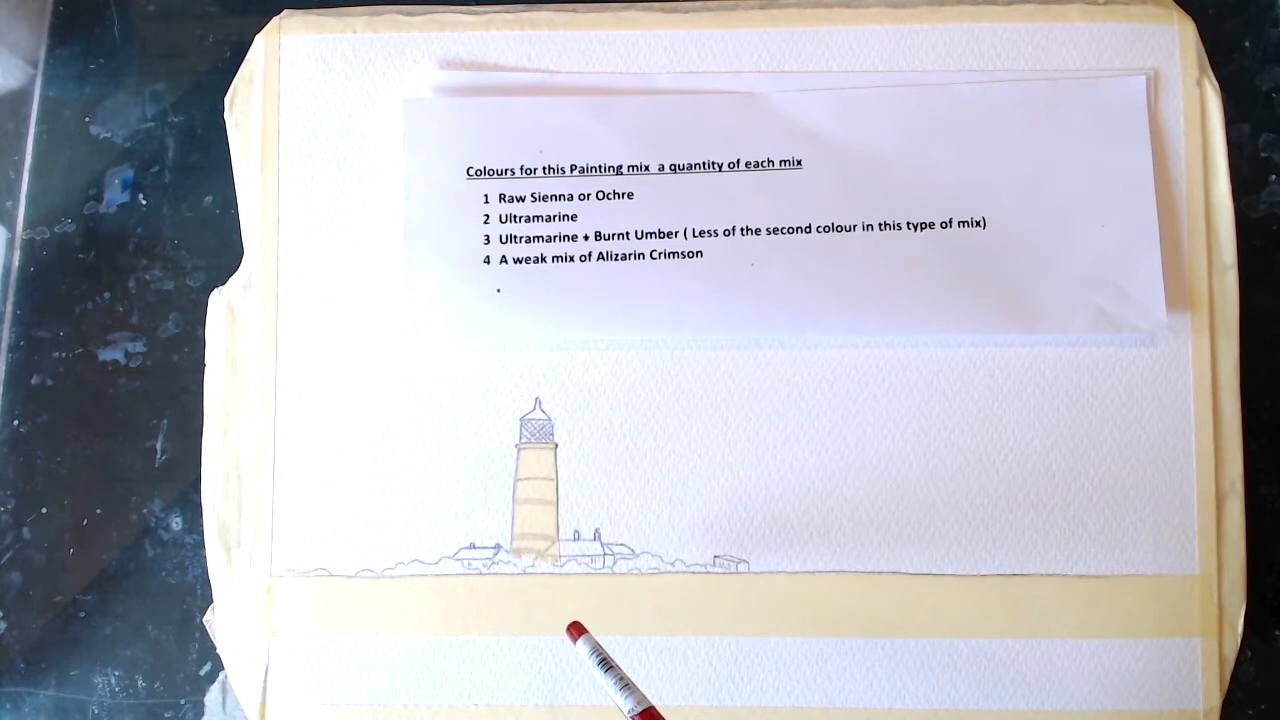 Colours for this Painting mix a quantity of each mix
1 Raw Sienna or Ochre
2 Ultramarine
3 Ultramarine + Burnt Umber ( Less of the second colour in this type of mix)
4 A weak mix of Alizarin Crimson